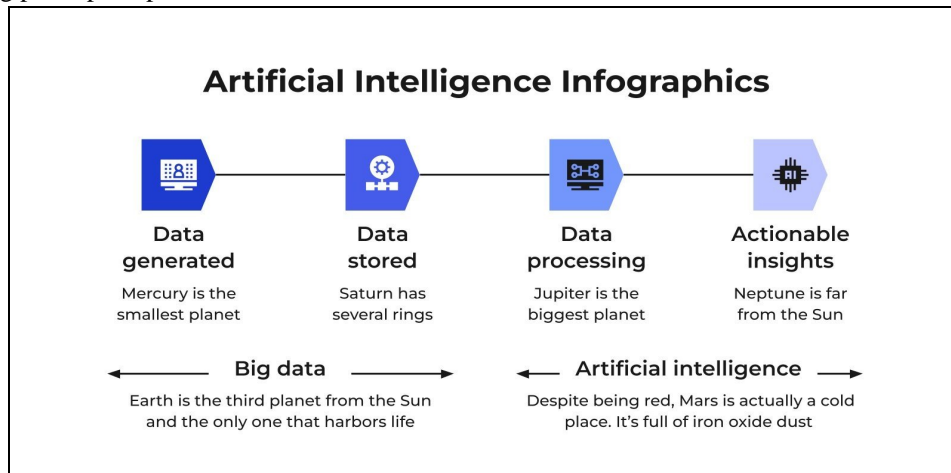 Artificial Intelligence Infographics
Data generated
Mercury is the
smallest planet
Data stored
Saturn has
several rings
Data processing
Jupiter is the
biggest planet
Actionable insights
Neptune is far
from the Sun
Big data
Earth is the third planet from the Sun
and the only one that harbors life
Artificial intelligence
Despite being red, Mars is actually a cold
place. It's full of iron oxide dust